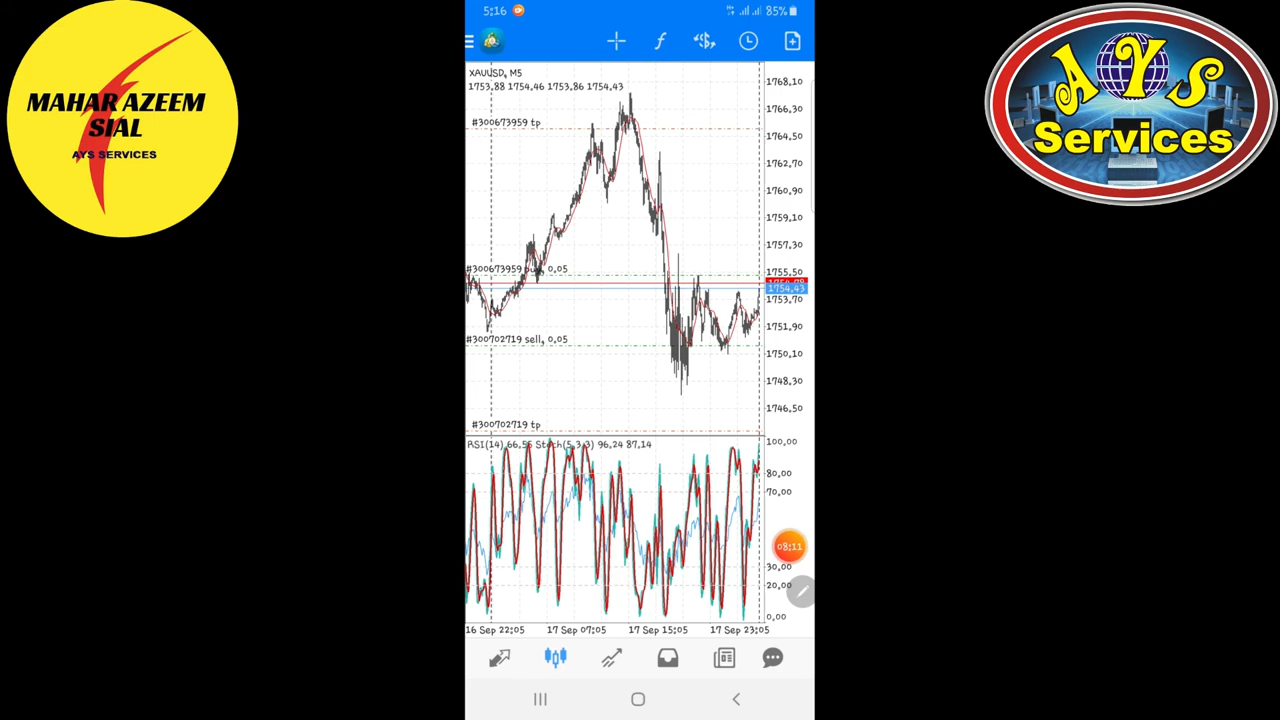 MAHAR AZEEM
SIAL
AYS SERVICES
AYS
Services
5:16
85%
XAUUSD, M5
1753,88 1754,46 1753,86 1754,43
#300673959 tp
#300673959 buy, 0,05
#300702719 sell, 0,05
#300702719 tp
1768,10
1766,30
1764,50
1762,70
1760,90
1759,10
1757,30
1755,50
1754,43
1753,70
1751,90
1750,10
1748,30
1746,50
RSI(14) 66,55 Stoch(5,3,3) 96,24 87,14
100,00
80,00
70,00
30,00
20,00
0,00
08:11
16 Sep 22:05 17 Sep 07:05 17 Sep 15:05 17 Sep 23:05